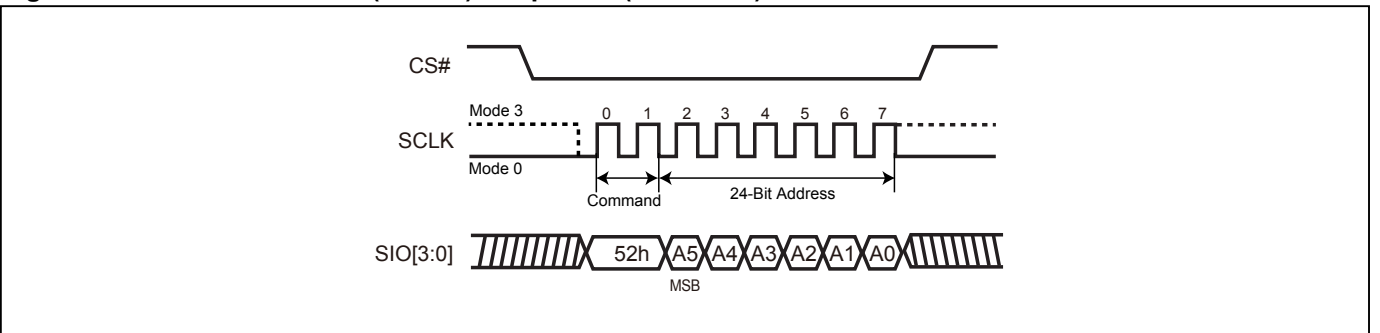 CS#
Mode 3
0 1 2 3 4 5 6 7
SCLK
Mode 0
Command
24-Bit Address
SIO[3:0]
52h A5 A4 A3 A2 A1 A0
MSB